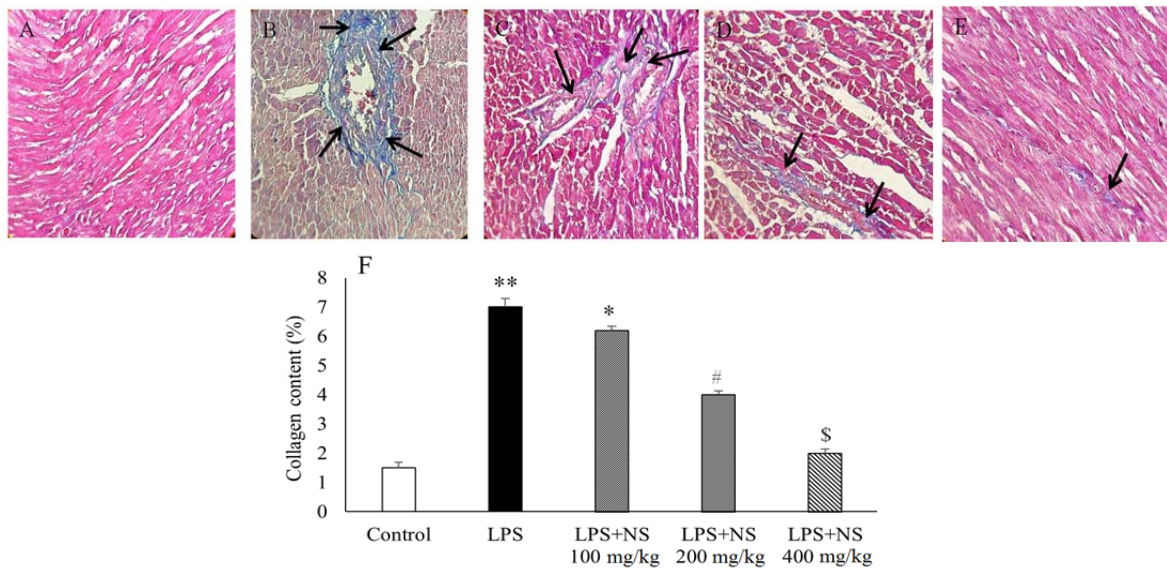 A
B
C
D
E
F
8
7
6
5
4
3
2
1
0
Collagen content (%)
**
*
#
$
Control
LPS
LPS+NS
100 mg/kg
LPS+NS
200 mg/kg
LPS+NS
400 mg/kg